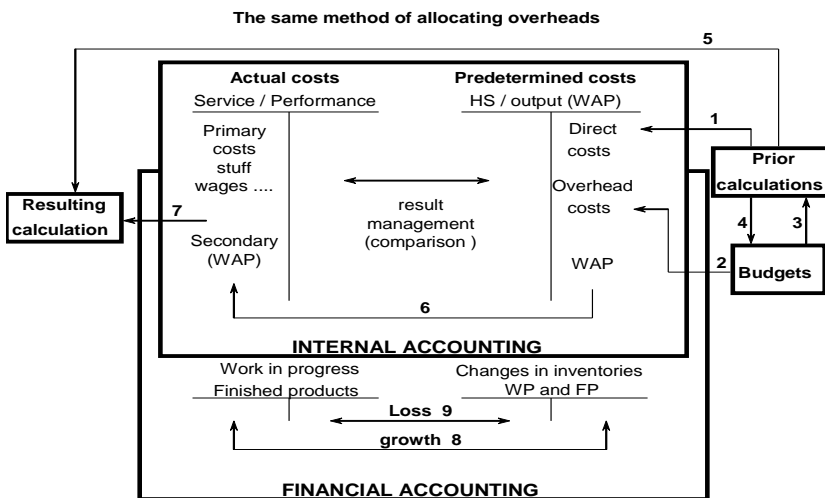 The same method of allocating overheads
5
Actual costs
Predetermined costs
Service / Performance
HS / output (WAP)
1
Primary
costs
stuff
wages ....
Direct
costs
Prior
calculations
Resulting
calculation
7
result
management
(comparison )
Overhead
costs
4
3
Secondary
(WAP)
WAP
2
Budgets
6
INTERNAL ACCOUNTING
Work in progress
Finished products
Changes in inventories
WP and FP
Loss 9
growth 8
FINANCIAL ACCOUNTING